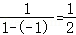 1/(1-(-1)) = 1/2